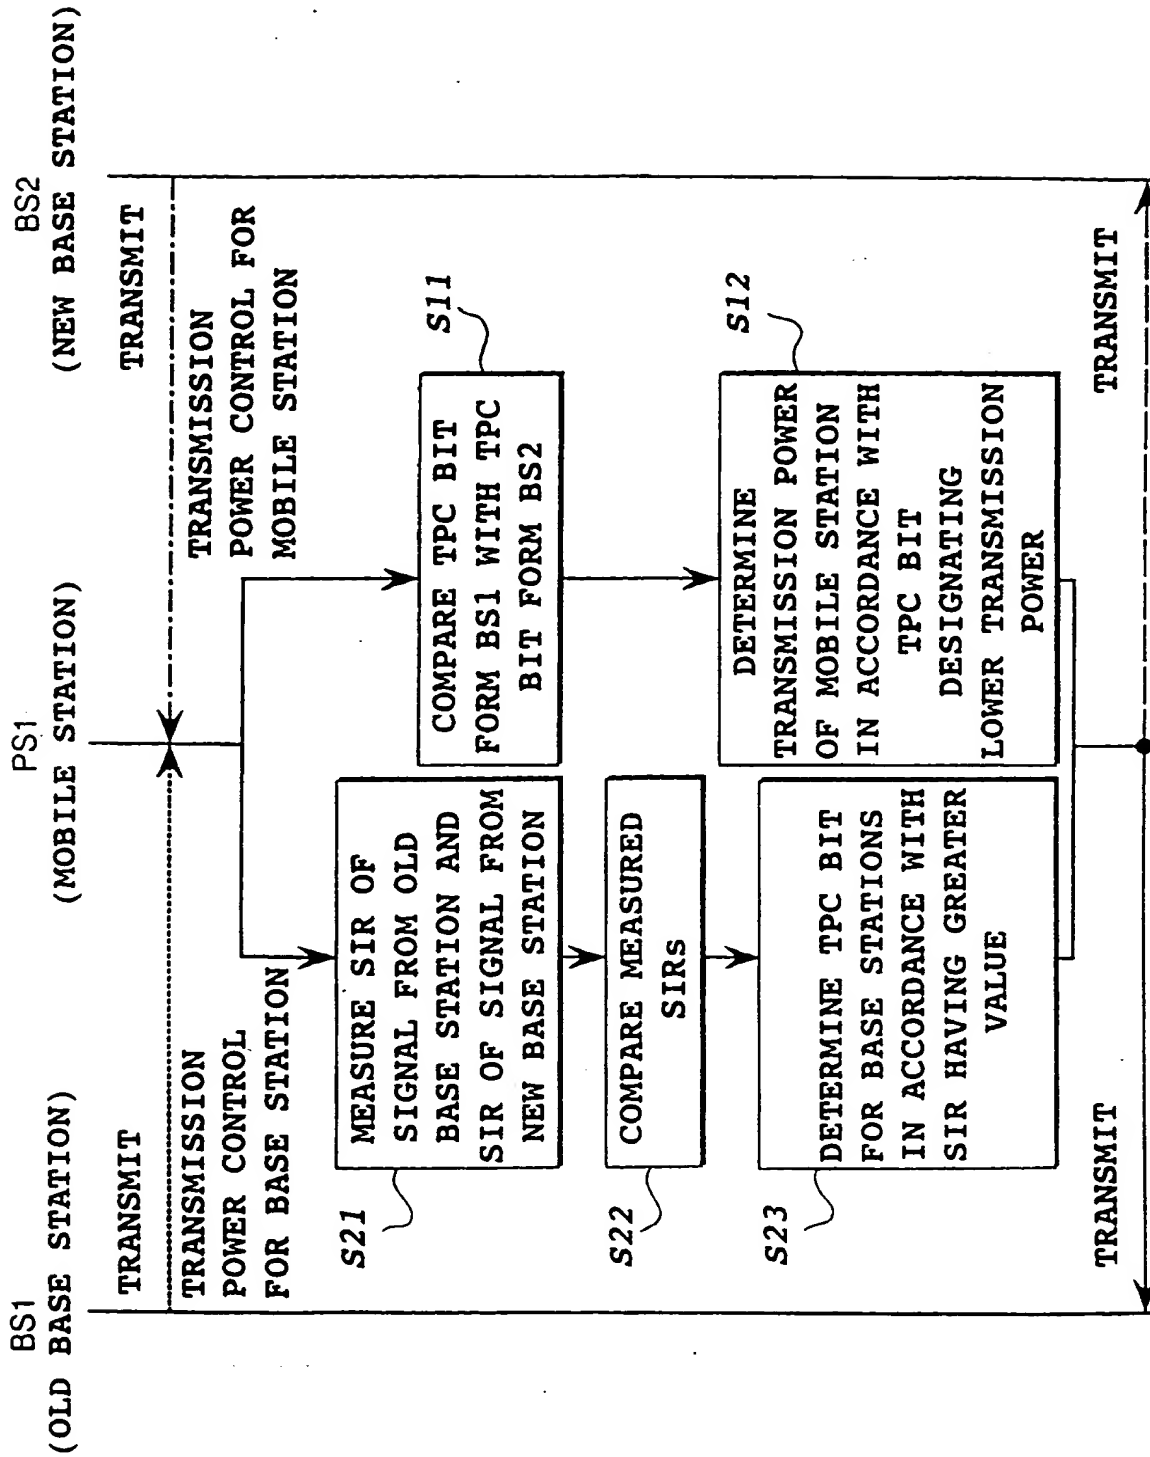 BS1
(OLD BASE STATION)
PS1
(MOBILE STATION)
BS2
(NEW BASE STATION)
TRANSMIT
TRANSMIT
TRANSMISSION
POWER CONTROL
FOR BASE STATION
TRANSMISSION
POWER CONTROL FOR
MOBILE STATION
S21
MEASURE SIR OF
SIGNAL FROM OLD
BASE STATION AND
SIR OF SIGNAL FROM
NEW BASE STATION
S11
COMPARE TPC BIT
FORM BS1 WITH TPC
BIT FORM BS2
S22
COMPARE MEASURED
SIRs
S23
DETERMINE TPC BIT
FOR BASE STATIONS
IN ACCORDANCE WITH
SIR HAVING GREATER
VALUE
S12
DETERMINE
TRANSMISSION POWER
OF MOBILE STATION
IN ACCORDANCE WITH
TPC BIT
DESIGNATING
LOWER TRANSMISSION
POWER
TRANSMIT
TRANSMIT